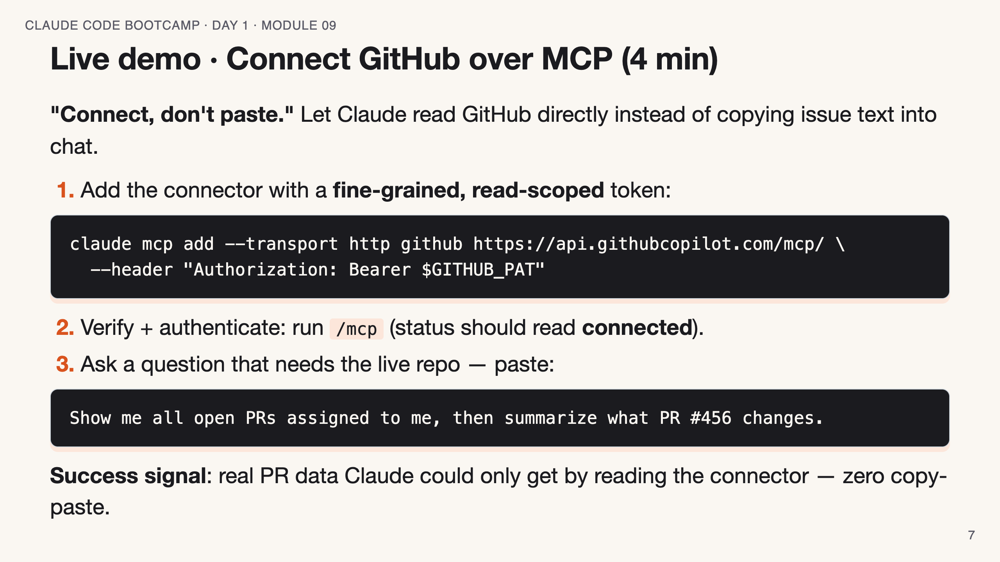 CLAUDE CODE BOOTCAMP · DAY 1 · MODULE 09
Live demo · Connect GitHub over MCP (4 min)
"Connect, don't paste." Let Claude read GitHub directly instead of copying issue text into
chat.
1. Add the connector with a fine-grained, read-scoped token:
claude mcp add --transport http github https://api.githubcopilot.com/mcp/ \
  --header "Authorization: Bearer $GITHUB_PAT"
2. Verify + authenticate: run /mcp (status should read connected).
3. Ask a question that needs the live repo — paste:
Show me all open PRs assigned to me, then summarize what PR #456 changes.
Success signal: real PR data Claude could only get by reading the connector — zero copy-
paste.
7